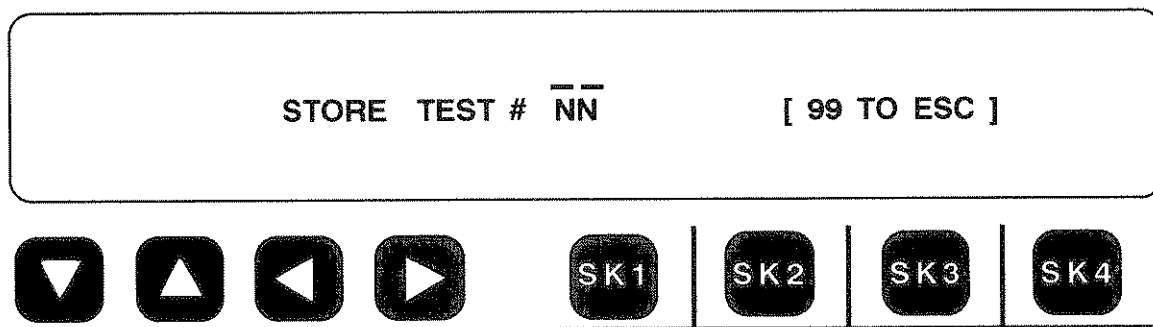 STORE TEST # NN [ 99 TO ESC ]
SK1 SK2 SK3 SK4